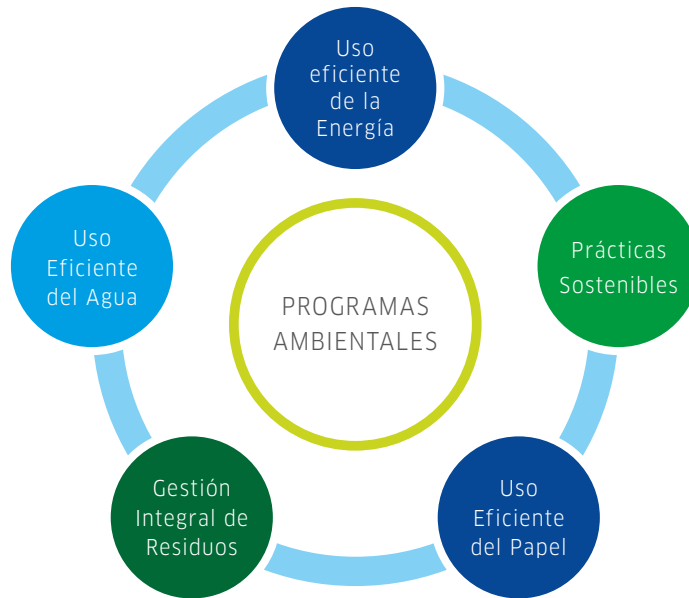 Uso
eficiente
de la
Energía
Prácticas
Sostenibles
Uso
Eficiente
del Papel
Gestión
Integral de
Residuos
Uso
Eficiente
del Agua
PROGRAMAS
AMBIENTALES